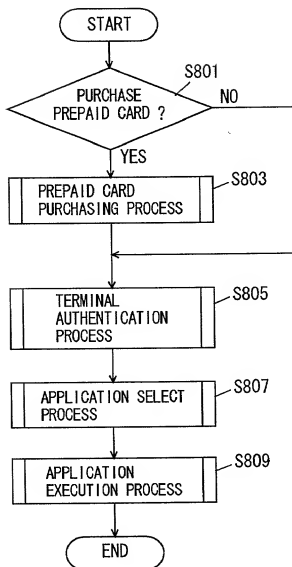 START
S801
PURCHASE
PREPAID CARD ?
NO
YES
S803
PREPAID CARD
PURCHASING PROCESS
S805
TERMINAL
AUTHENTICATION
PROCESS
S807
APPLICATION SELECT
PROCESS
S809
APPLICATION
EXECUTION PROCESS
END